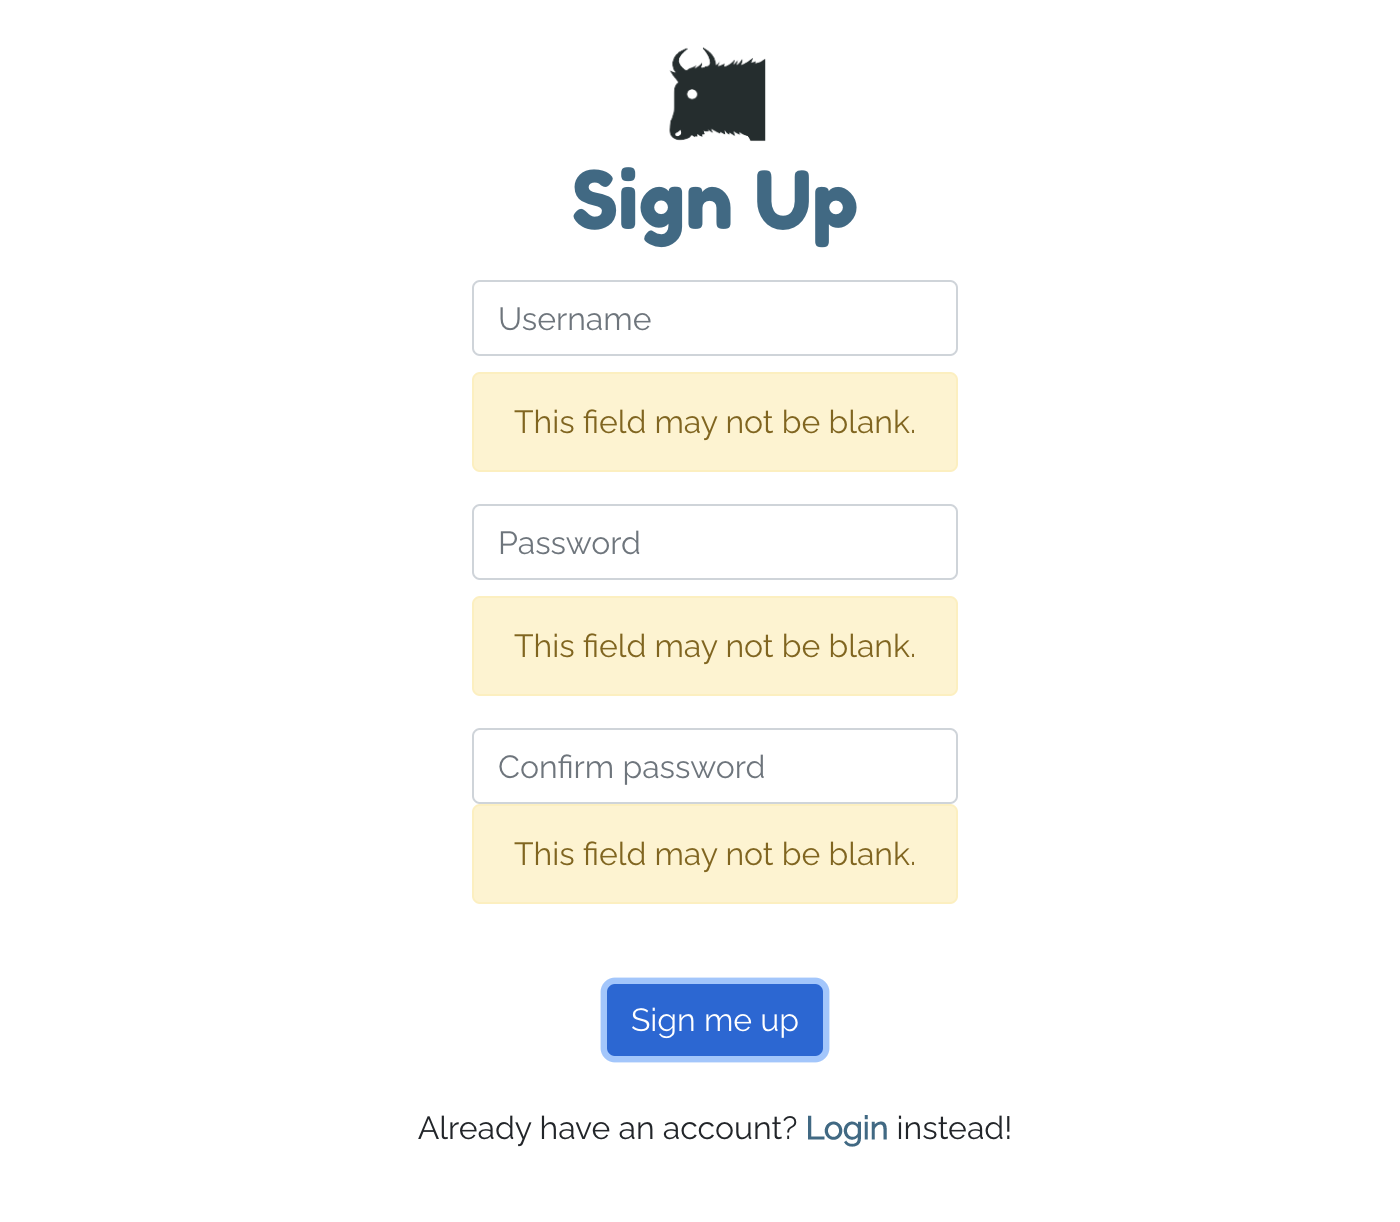 Sign Up
Username
This field may not be blank.
Password
This field may not be blank.
Confirm password
This field may not be blank.
Sign me up
Already have an account? Login instead!